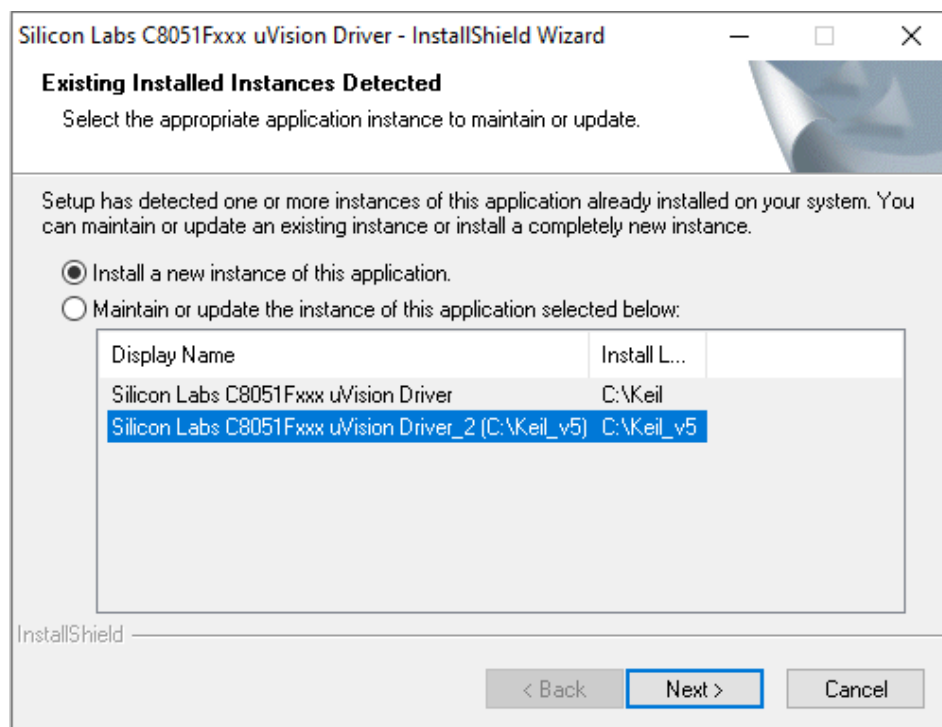 Silicon Labs C8051Fxxx uVision Driver - InstallShield Wizard
Existing Installed Instances Detected
Select the appropriate application instance to maintain or update.
Setup has detected one or more instances of this application already installed on your system. You
can maintain or update an existing instance or install a completely new instance.
Install a new instance of this application.
Maintain or update the instance of this application selected below:
Display Name Install L...
Silicon Labs C8051Fxxx uVision Driver C:\Keil
Silicon Labs C8051Fxxx uVision Driver_2 (C:\Keil_v5) C:\Keil_v5
InstallShield
< Back Next > Cancel